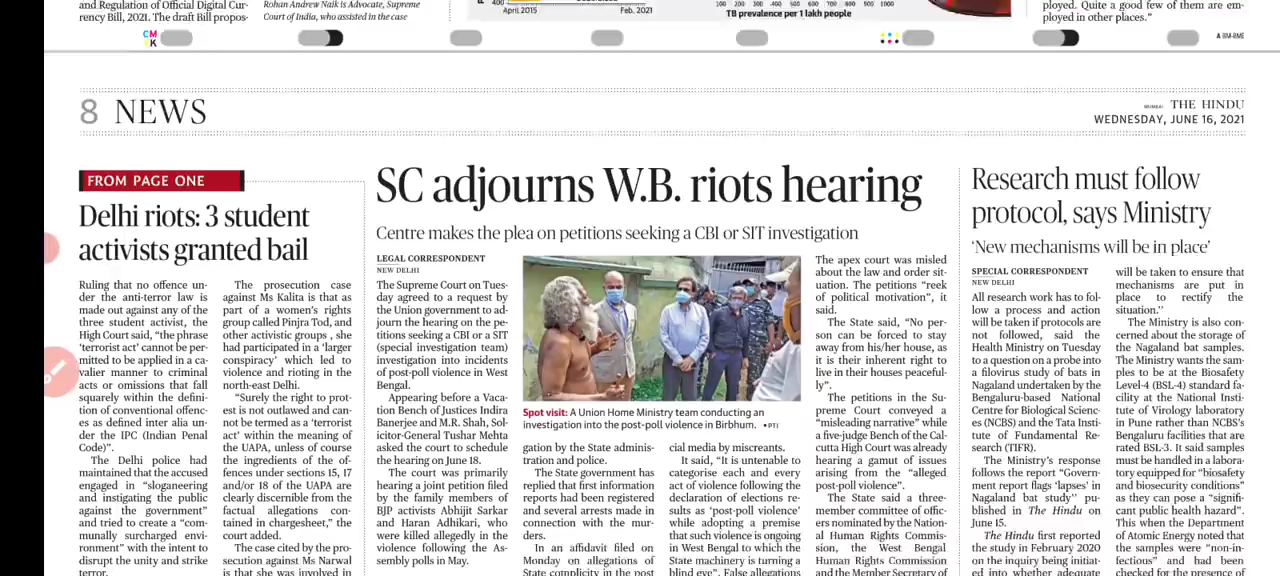 and Regulation of Official Digital Cur-
rency Bill, 2021. The draft Bill propos-
Rohan Andrew Naik is Advocate, Supreme
Court of India, who assisted in the case
400
April 2015
Feb. 2021
100 200 300 400 500 600 700 800 900 1000
TB prevalence per 1 lakh people
ployed. Quite a good few of them are em-
ployed in other places.”
CM
YK
A BM-BME
8 NEWS
MUMBAI THE HINDU
WEDNESDAY, JUNE 16, 2021
FROM PAGE ONE
Delhi riots: 3 student
activists granted bail
Ruling that no offence un-
der the anti-terror law is
made out against any of the
three student activist, the
High Court said, “the phrase
‘terrorist act’ cannot be per-
mitted to be applied in a ca-
valier manner to criminal
acts or omissions that fall
squarely within the defini-
tion of conventional offenc-
es as defined inter alia un-
der the IPC (Indian Penal
Code)”.
The Delhi police had
maintained that the accused
engaged in “sloganeering
and instigating the public
against the government”
and tried to create a “com-
munally surcharged envi-
ronment” with the intent to
disrupt the unity and strike
terror.
The prosecution case
against Ms Kalita is that as
part of a women's rights
group called Pinjra Tod, and
other activistic groups , she
had participated in a ‘larger
conspiracy’ which led to
violence and rioting in the
north-east Delhi.
“Surely the right to prot-
est is not outlawed and can-
not be termed as a ‘terrorist
act’ within the meaning of
the UAPA, unless of course
the ingredients of the of-
fences under sections 15, 17
and/or 18 of the UAPA are
clearly discernible from the
factual allegations con-
tained in chargesheet,” the
court added.
The case cited by the pro-
secution against Ms Narwal
is that she was involved in
SC adjourns W.B. riots hearing
Centre makes the plea on petitions seeking a CBI or SIT investigation
LEGAL CORRESPONDENT
NEW DELHI
The Supreme Court on Tues-
day agreed to a request by
the Union government to ad-
journ the hearing on the pe-
titions seeking a CBI or a SIT
(special investigation team)
investigation into incidents
of post-poll violence in West
Bengal.
Appearing before a Vaca-
tion Bench of Justices Indira
Banerjee and M.R. Shah, So-
licitor-General Tushar Mehta
asked the court to schedule
the hearing on June 18.
The court was primarily
hearing a joint petition filed
by the family members of
BJP activists Abhijit Sarkar
and Haran Adhikari, who
were killed allegedly in the
violence following the As-
sembly polls in May.
Spot visit: A Union Home Ministry team conducting an
investigation into the post-poll violence in Birbhum. •PTI
gation by the State adminis-
tration and police.
The State government has
replied that first information
reports had been registered
and several arrests made in
connection with the mur-
ders.
In an affidavit filed on
Monday on allegations of
State complicity in the post
cial media by miscreants.
It said, “It is untenable to
categorise each and every
act of violence following the
declaration of elections re-
sults as ‘post-poll violence’
while adopting a premise
that such violence is ongoing
in West Bengal to which the
State machinery is turning a
blind eye”. False allegations
The apex court was misled
about the law and order sit-
uation. The petitions “reek
of political motivation”, it
said.
The State said, “No per-
son can be forced to stay
away from his/her house, as
it is their inherent right to
live in their houses peaceful-
ly”.
The petitions in the Su-
preme Court conveyed a
“misleading narrative” while
a five-judge Bench of the Cal-
cutta High Court was already
hearing a gamut of issues
arising from the “alleged
post-poll violence”.
The State said a three-
member committee of offic-
ers nominated by the Nation-
al Human Rights Commis-
sion, the West Bengal
Human Rights Commission
and the Member Secretary of
Research must follow
protocol, says Ministry
‘New mechanisms will be in place’
SPECIAL CORRESPONDENT
NEW DELHI
All research work has to fol-
low a process and action
will be taken if protocols are
not followed, said the
Health Ministry on Tuesday
to a question on a probe into
a filovirus study of bats in
Nagaland undertaken by the
Bengaluru-based National
Centre for Biological Scienc-
es (NCBS) and the Tata Insti-
tute of Fundamental Re-
search (TIFR).
The Ministry's response
follows the report “Govern-
ment report flags ‘lapses’ in
Nagaland bat study” pu-
blished in The Hindu on
June 15.
The Hindu first reported
the study in February 2020
on the inquiry being initiat-
ed into whether adequate
will be taken to ensure that
mechanisms are put in
place to rectify the
situation.’’
The Ministry is also con-
cerned about the storage of
the Nagaland bat samples.
The Ministry wants the sam-
ples to be at the Biosafety
Level-4 (BSL-4) standard fa-
cility at the National Insti-
tute of Virology laboratory
in Pune rather than NCBS's
Bengaluru facilities that are
rated BSL-3. It said samples
must be handled in a labora-
tory equipped for “biosafety
and biosecurity conditions”
as they can pose a “signifi-
cant public health hazard”.
This when the Department
of Atomic Energy noted that
the samples were “non-in-
fectious” and had been
checked for the presence of